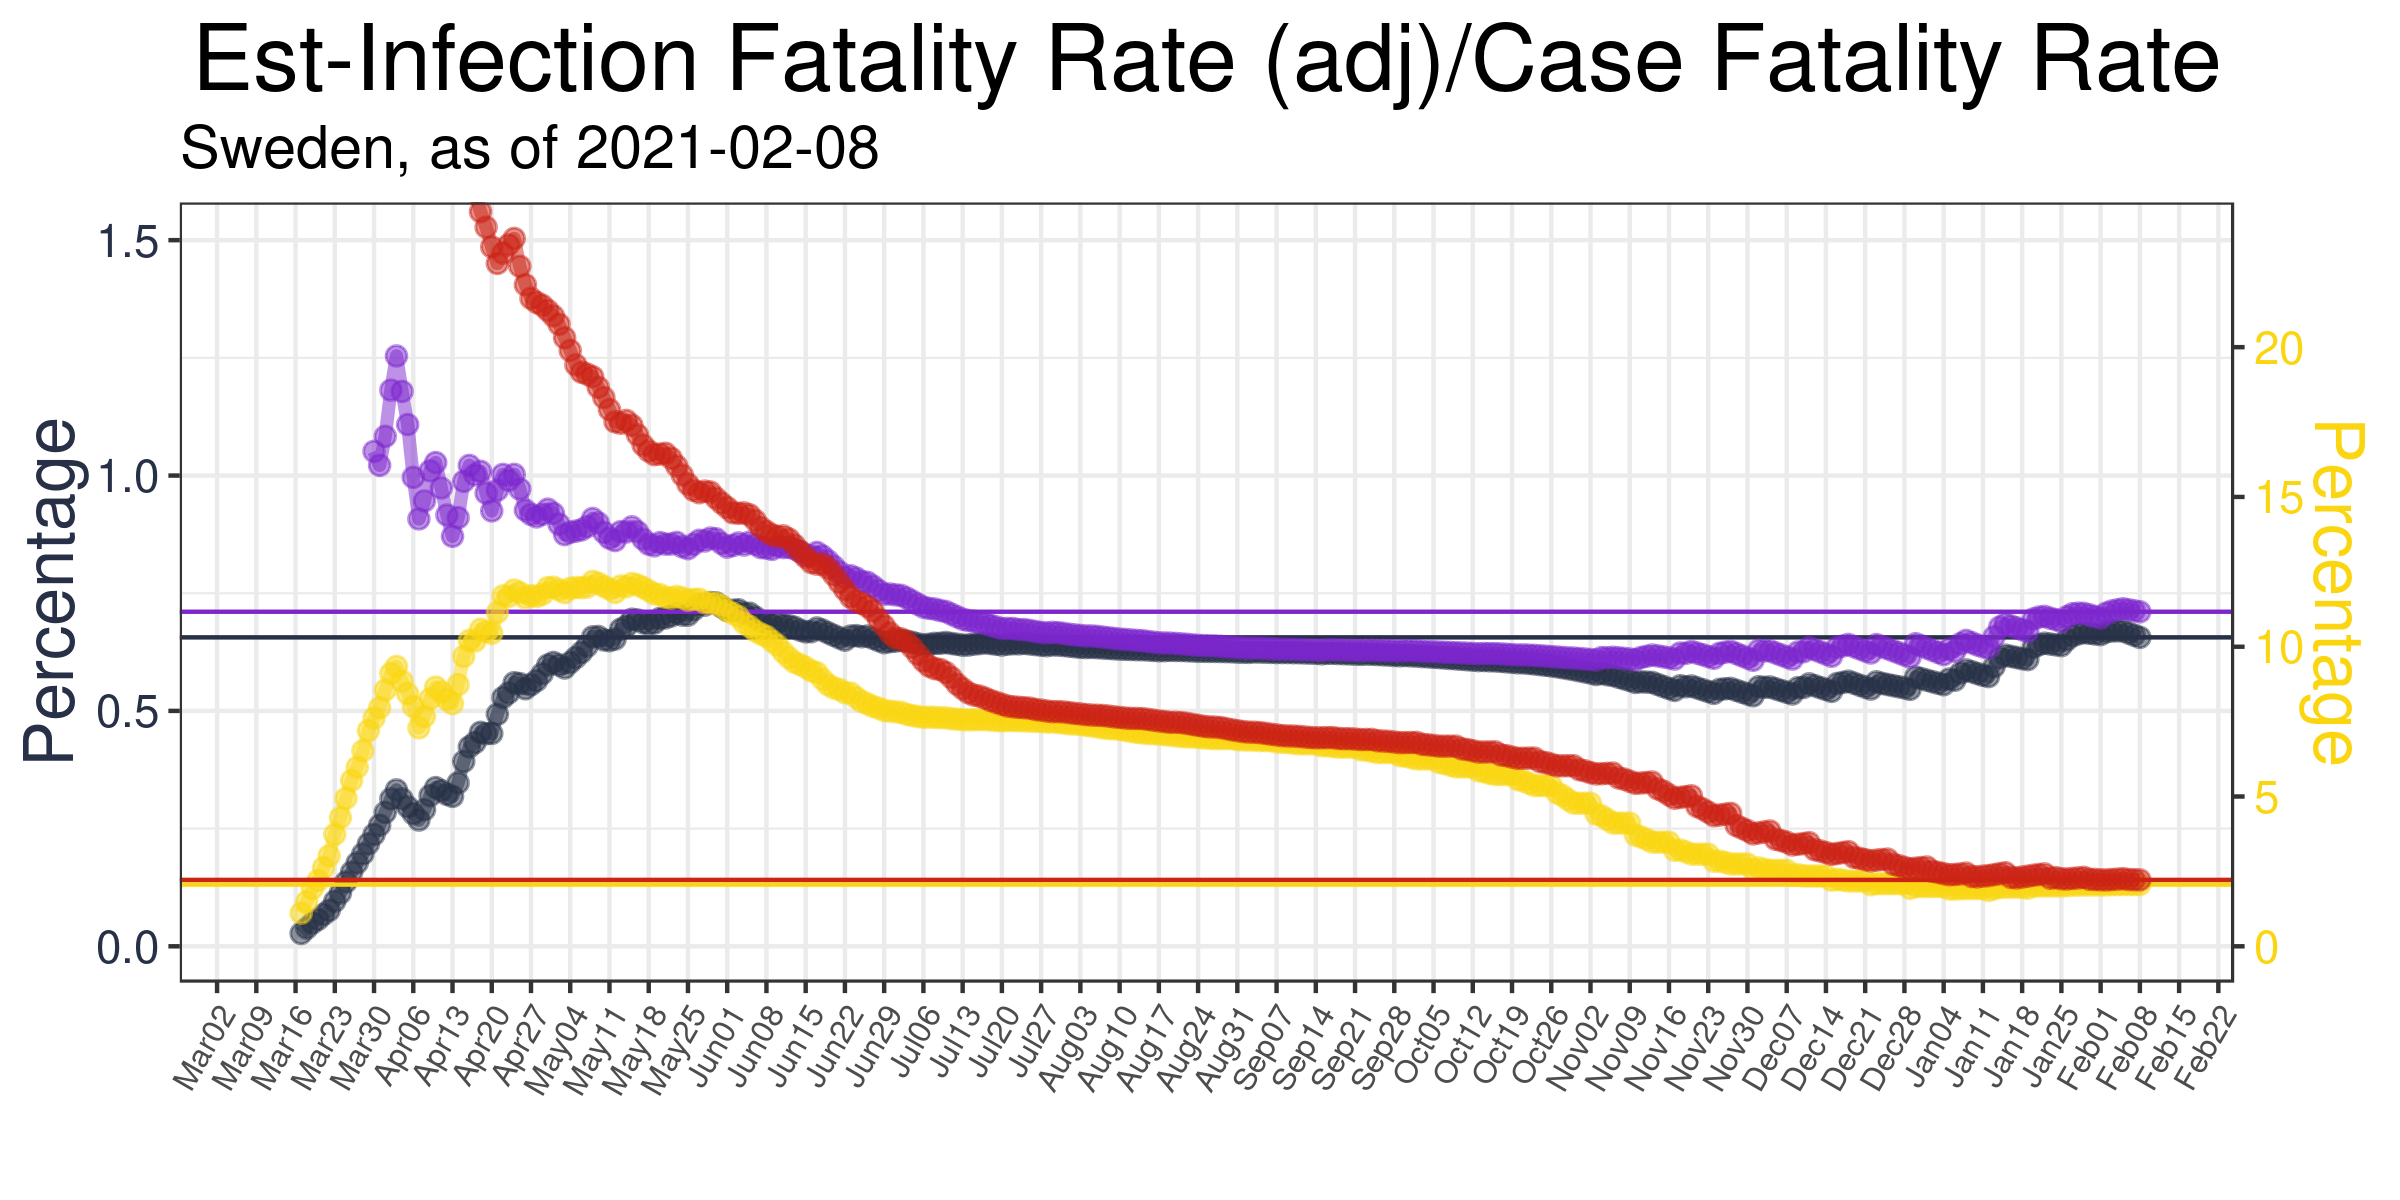 Est-Infection Fatality Rate (adj)/Case Fatality Rate
Sweden, as of 2021-02-08
Percentage
1.5
1.0
0.5
0.0
20
15
10
5
0
Percentage
Mar02
Mar09
Mar16
Mar23
Mar30
Apr06
Apr13
Apr20
Apr27
May04
May11
May18
May25
Jun01
Jun08
Jun15
Jun22
Jun29
Jul06
Jul13
Jul20
Jul27
Aug03
Aug10
Aug17
Aug24
Aug31
Sep07
Sep14
Sep21
Sep28
Oct05
Oct12
Oct19
Oct26
Nov02
Nov09
Nov16
Nov23
Nov30
Dec07
Dec14
Dec21
Dec28
Jan04
Jan11
Jan18
Jan25
Feb01
Feb08
Feb15
Feb22